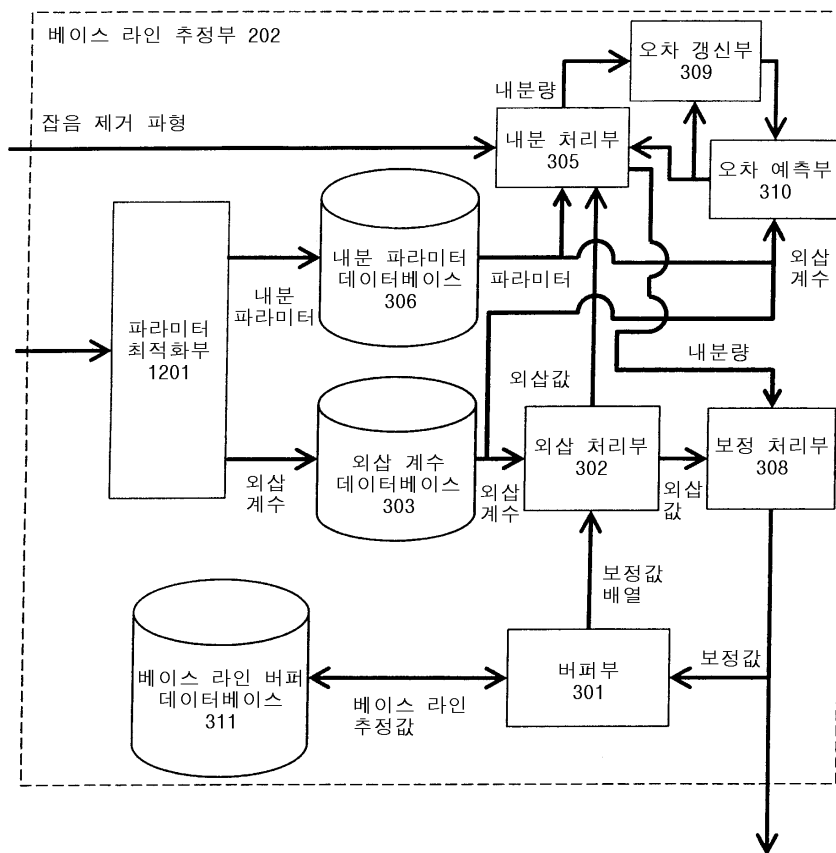 베이스 라인 추정부 202
오차 갱신부
309
내분량
잡음 제거 파형
내분 처리부
305
오차 예측부
310
내분 파라미터
데이터베이스
306
내분
파라미터
파라미터
외삽
계수
파라미터
최적화부
1201
외삽값
내분량
외삽 계수
데이터베이스
303
외삽
계수
외삽
계수
외삽 처리부
302
외삽
값
보정 처리부
308
보정값
배열
베이스 라인 버퍼
데이터베이스
311
베이스 라인
추정값
버퍼부
301
보정값